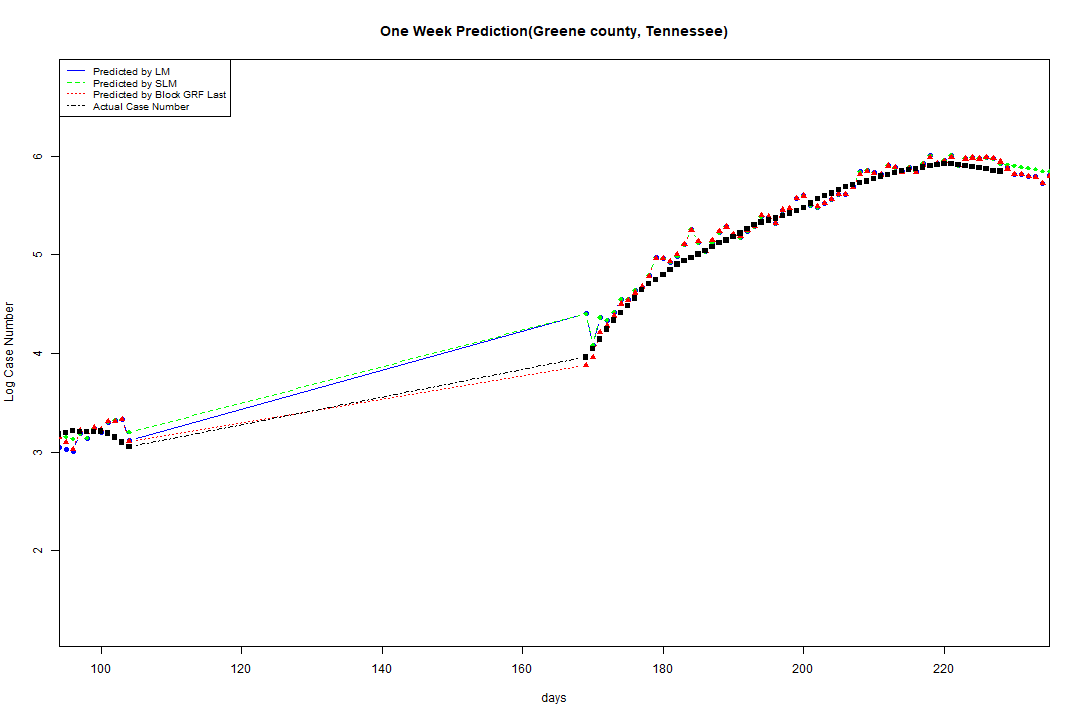 One Week Prediction(Greene county, Tennessee)
Predicted by LM
Predicted by SLM
Predicted by Block GRF Last
Actual Case Number
6
5
4
3
2
Log Case Number
100 120 140 160 180 200 220
days